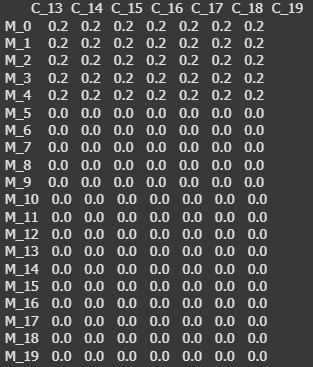 C_13 C_14 C_15 C_16 C_17 C_18 C_19
M_0 0.2 0.2 0.2 0.2 0.2 0.2 0.2
M_1 0.2 0.2 0.2 0.2 0.2 0.2 0.2
M_2 0.2 0.2 0.2 0.2 0.2 0.2 0.2
M_3 0.2 0.2 0.2 0.2 0.2 0.2 0.2
M_4 0.2 0.2 0.2 0.2 0.2 0.2 0.2
M_5 0.0 0.0 0.0 0.0 0.0 0.0 0.0
M_6 0.0 0.0 0.0 0.0 0.0 0.0 0.0
M_7 0.0 0.0 0.0 0.0 0.0 0.0 0.0
M_8 0.0 0.0 0.0 0.0 0.0 0.0 0.0
M_9 0.0 0.0 0.0 0.0 0.0 0.0 0.0
M_10 0.0 0.0 0.0 0.0 0.0 0.0 0.0
M_11 0.0 0.0 0.0 0.0 0.0 0.0 0.0
M_12 0.0 0.0 0.0 0.0 0.0 0.0 0.0
M_13 0.0 0.0 0.0 0.0 0.0 0.0 0.0
M_14 0.0 0.0 0.0 0.0 0.0 0.0 0.0
M_15 0.0 0.0 0.0 0.0 0.0 0.0 0.0
M_16 0.0 0.0 0.0 0.0 0.0 0.0 0.0
M_17 0.0 0.0 0.0 0.0 0.0 0.0 0.0
M_18 0.0 0.0 0.0 0.0 0.0 0.0 0.0
M_19 0.0 0.0 0.0 0.0 0.0 0.0 0.0